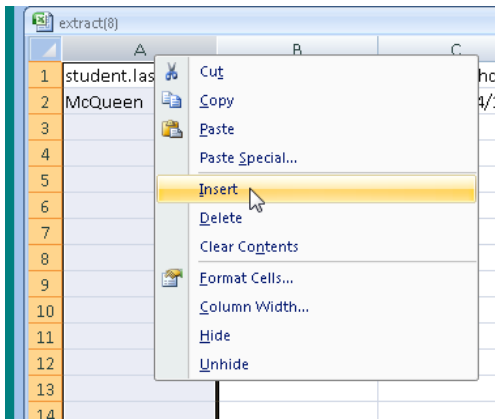 extract(8)
A B C
1 student.las
2 McQueen 4/
3
4
5
6
7
8
9
10
11
12
13
14
Cut
Copy
Paste
Paste Special...
Insert
Delete
Clear Contents
Format Cells...
Column Width...
Hide
Unhide